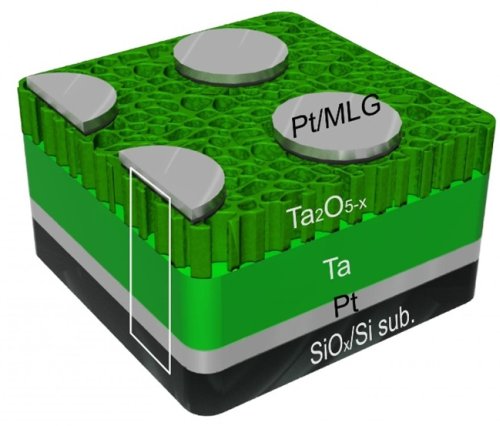 Pt/MLG
Ta₂O₅₋ₓ
Ta
Pt
SiOₓ/Si sub.